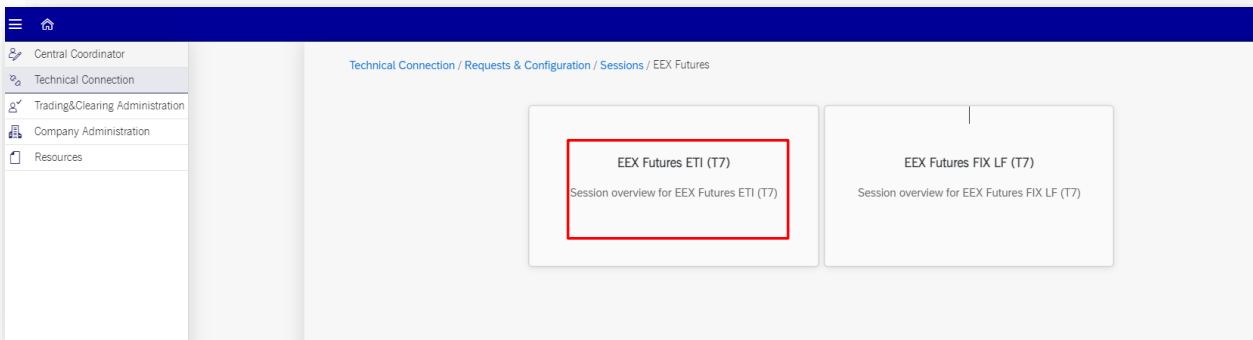 Central Coordinator
Technical Connection
Trading&Clearing Administration
Company Administration
Resources
Technical Connection / Requests & Configuration / Sessions / EEX Futures
EEX Futures ETI (T7)
Session overview for EEX Futures ETI (T7)
EEX Futures FIX LF (T7)
Session overview for EEX Futures FIX LF (T7)